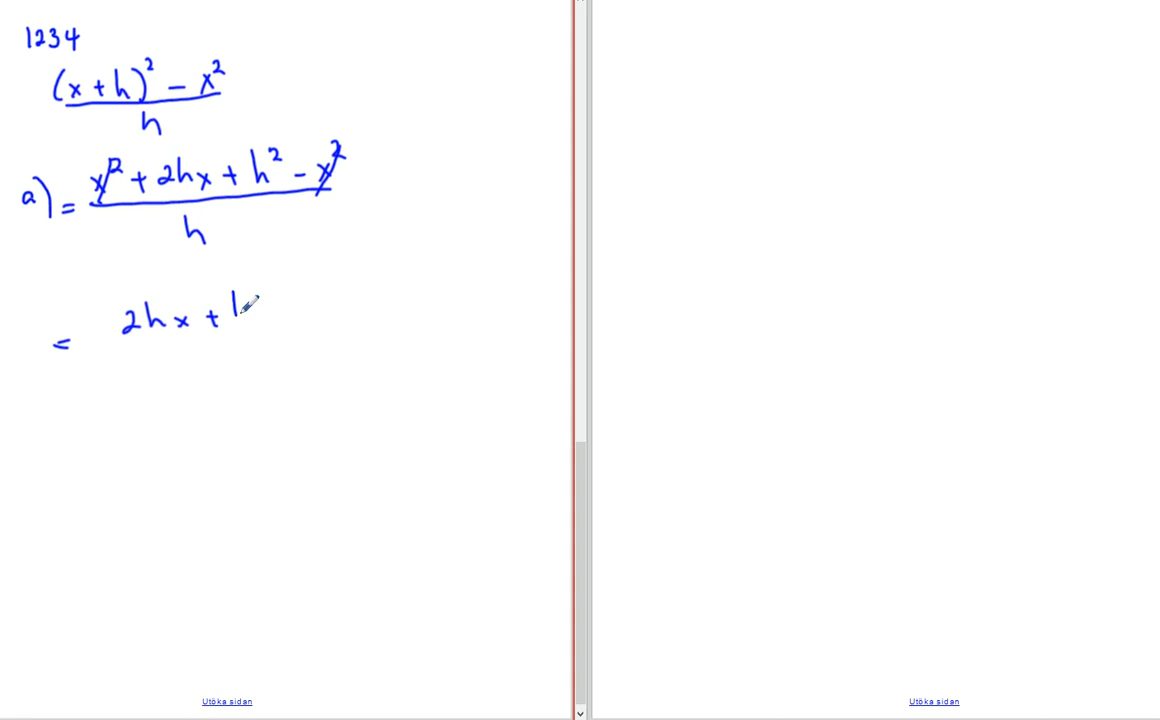 1234
(x + h)² - x²
h
a) = x² + 2hx + h² - x²
h
= 2hx + h
Utöka sidan
Utöka sidan